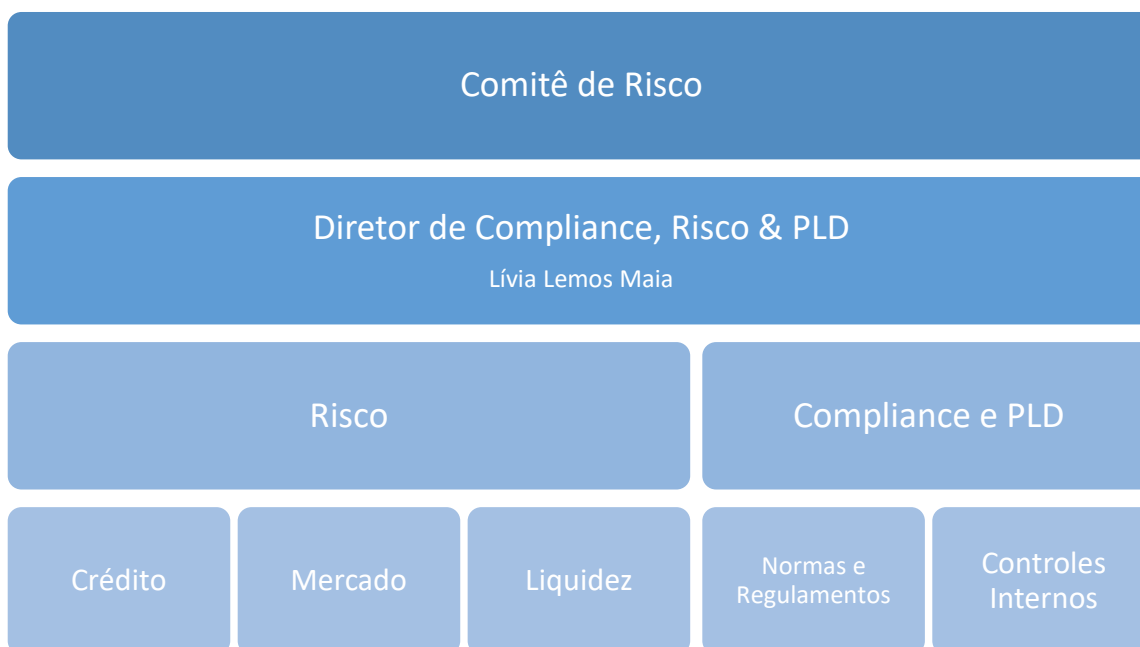 Comitê de Risco
Diretor de Compliance, Risco & PLD
Lívia Lemos Maia
Risco
Compliance e PLD
Crédito
Mercado
Liquidez
Normas e
Regulamentos
Controles
Internos